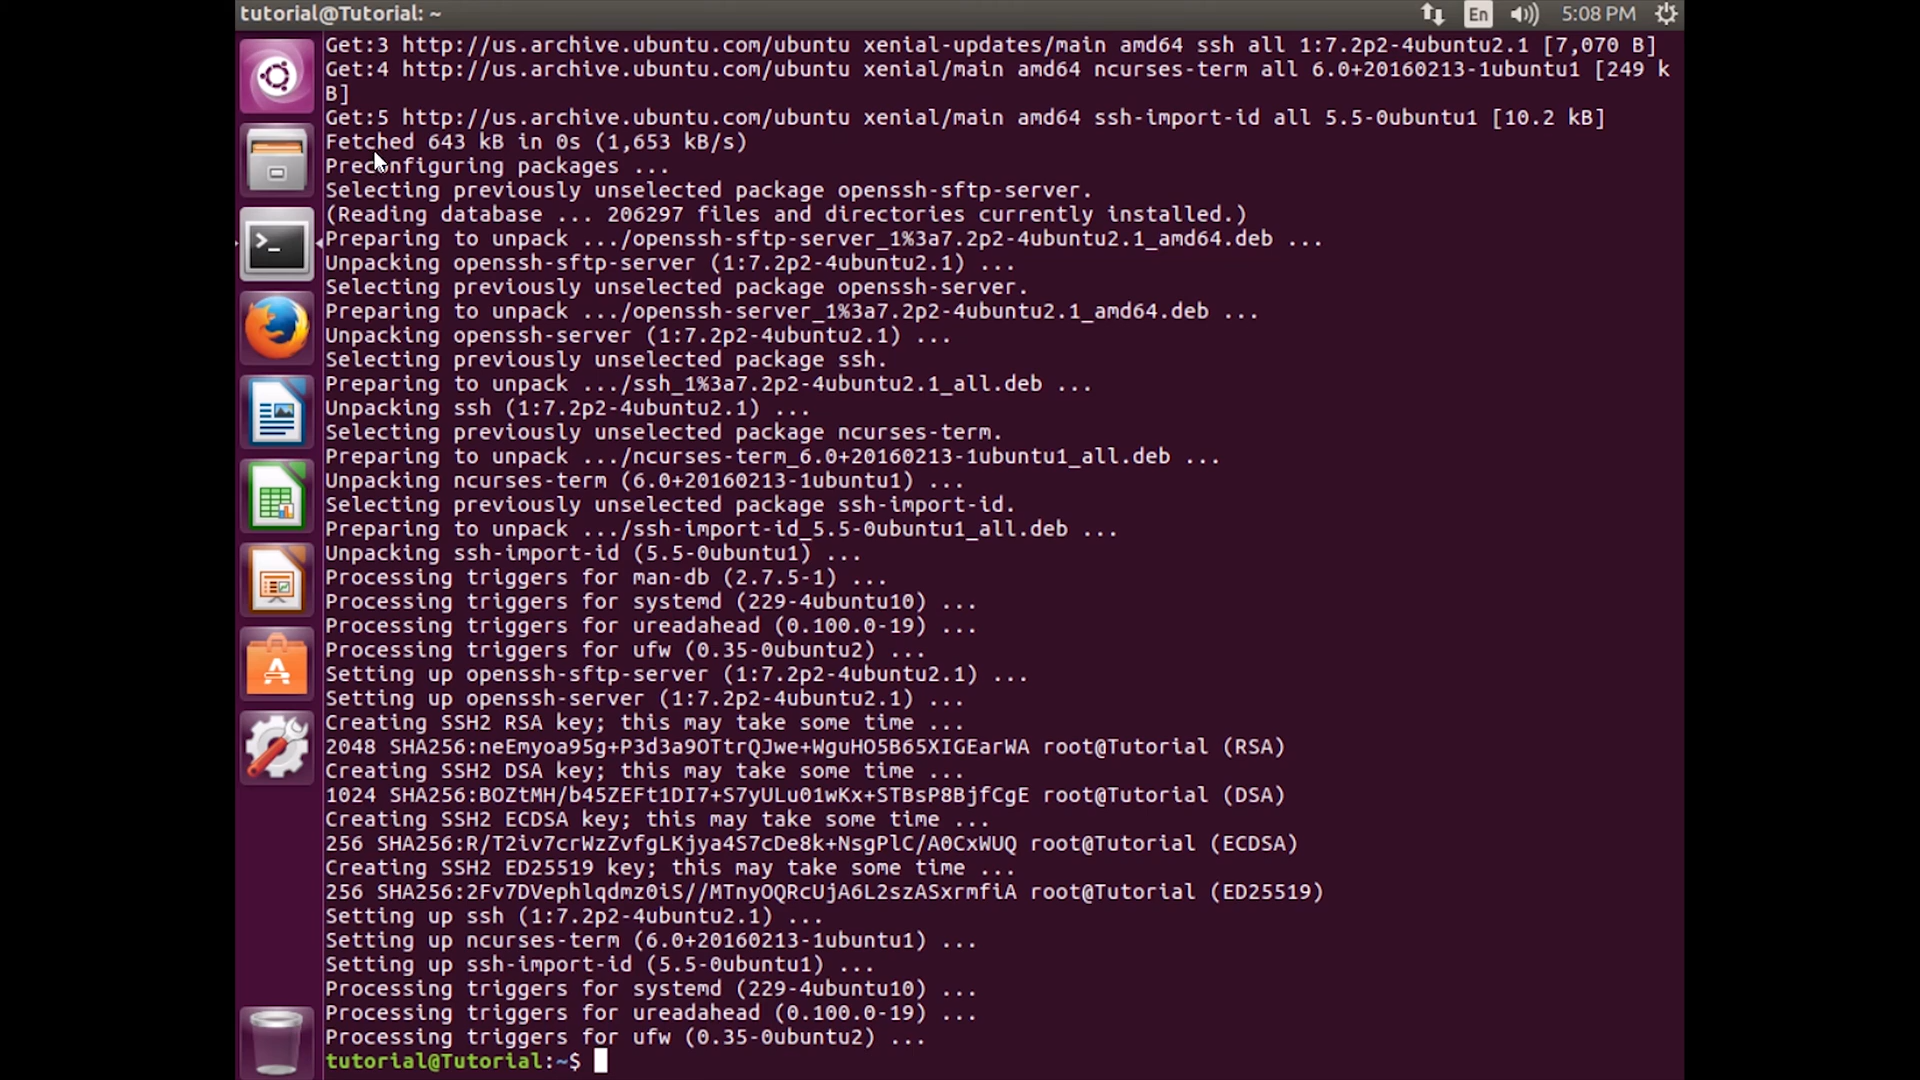 tutorial@Tutorial: ~
En
5:08 PM
Get:3 http://us.archive.ubuntu.com/ubuntu xenial-updates/main amd64 ssh all 1:7.2p2-4ubuntu2.1 [7,070 B]
Get:4 http://us.archive.ubuntu.com/ubuntu xenial/main amd64 ncurses-term all 6.0+20160213-1ubuntu1 [249 k
B]
Get:5 http://us.archive.ubuntu.com/ubuntu xenial/main amd64 ssh-import-id all 5.5-0ubuntu1 [10.2 kB]
Fetched 643 kB in 0s (1,653 kB/s)
Preconfiguring packages ...
Selecting previously unselected package openssh-sftp-server.
(Reading database ... 206297 files and directories currently installed.)
Preparing to unpack .../openssh-sftp-server_1%3a7.2p2-4ubuntu2.1_amd64.deb ...
Unpacking openssh-sftp-server (1:7.2p2-4ubuntu2.1) ...
Selecting previously unselected package openssh-server.
Preparing to unpack .../openssh-server_1%3a7.2p2-4ubuntu2.1_amd64.deb ...
Unpacking openssh-server (1:7.2p2-4ubuntu2.1) ...
Selecting previously unselected package ssh.
Preparing to unpack .../ssh_1%3a7.2p2-4ubuntu2.1_all.deb ...
Unpacking ssh (1:7.2p2-4ubuntu2.1) ...
Selecting previously unselected package ncurses-term.
Preparing to unpack .../ncurses-term_6.0+20160213-1ubuntu1_all.deb ...
Unpacking ncurses-term (6.0+20160213-1ubuntu1) ...
Selecting previously unselected package ssh-import-id.
Preparing to unpack .../ssh-import-id_5.5-0ubuntu1_all.deb ...
Unpacking ssh-import-id (5.5-0ubuntu1) ...
Processing triggers for man-db (2.7.5-1) ...
Processing triggers for systemd (229-4ubuntu10) ...
Processing triggers for ureadahead (0.100.0-19) ...
Processing triggers for ufw (0.35-0ubuntu2) ...
Setting up openssh-sftp-server (1:7.2p2-4ubuntu2.1) ...
Setting up openssh-server (1:7.2p2-4ubuntu2.1) ...
Creating SSH2 RSA key; this may take some time ...
2048 SHA256:neEmyoa95g+P3d3a9OTtrQJwe+WguHO5B65XIGEarWA root@Tutorial (RSA)
Creating SSH2 DSA key; this may take some time ...
1024 SHA256:BOZtMH/b45ZEFt1DI7+S7yULu01wKx+STBsP8BjfCgE root@Tutorial (DSA)
Creating SSH2 ECDSA key; this may take some time ...
256 SHA256:R/T2iv7crWzZvfgLKjya4S7cDe8k+NsgPlC/A0CxWUQ root@Tutorial (ECDSA)
Creating SSH2 ED25519 key; this may take some time ...
256 SHA256:2Fv7DVephlqdmz0iS//MTnyOQRcUjA6L2szASxrmfiA root@Tutorial (ED25519)
Setting up ssh (1:7.2p2-4ubuntu2.1) ...
Setting up ncurses-term (6.0+20160213-1ubuntu1) ...
Setting up ssh-import-id (5.5-0ubuntu1) ...
Processing triggers for systemd (229-4ubuntu10) ...
Processing triggers for ureadahead (0.100.0-19) ...
Processing triggers for ufw (0.35-0ubuntu2) ...
tutorial@Tutorial:~$